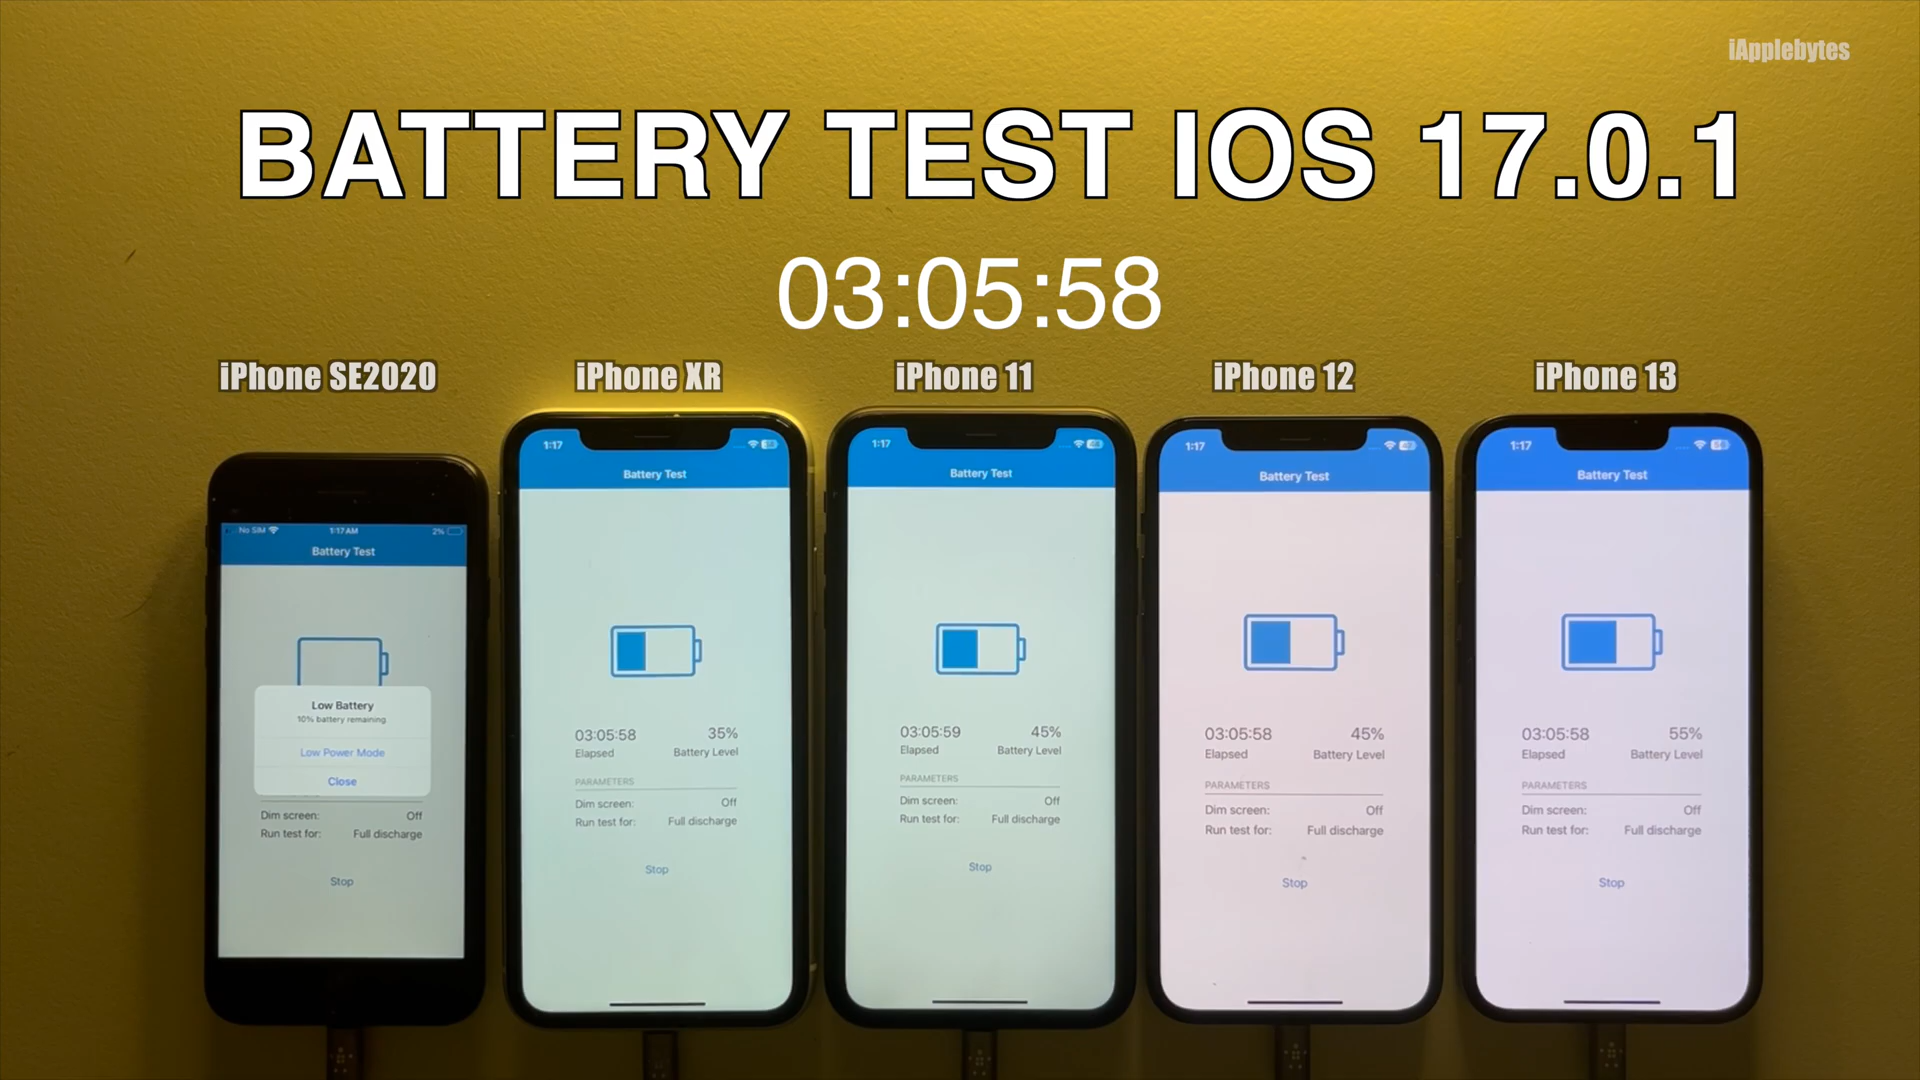 iApplebytes
BATTERY TEST IOS 17.0.1
03:05:58
iPhone SE2020
iPhone XR
iPhone 11
iPhone 12
iPhone 13
No SIM 1:17 AM 2%
Battery Test
Low Battery
10% battery remaining
Low Power Mode
Close
Dim screen: Off
Run test for: Full discharge
Stop
1:17
Battery Test
03:05:58 35%
Elapsed Battery Level
PARAMETERS
Dim screen: Off
Run test for: Full discharge
Stop
1:17
Battery Test
03:05:59 45%
Elapsed Battery Level
PARAMETERS
Dim screen: Off
Run test for: Full discharge
Stop
1:17
Battery Test
03:05:58 45%
Elapsed Battery Level
PARAMETERS
Dim screen: Off
Run test for: Full discharge
Stop
1:17
Battery Test
03:05:58 55%
Elapsed Battery Level
PARAMETERS
Dim screen: Off
Run test for: Full discharge
Stop